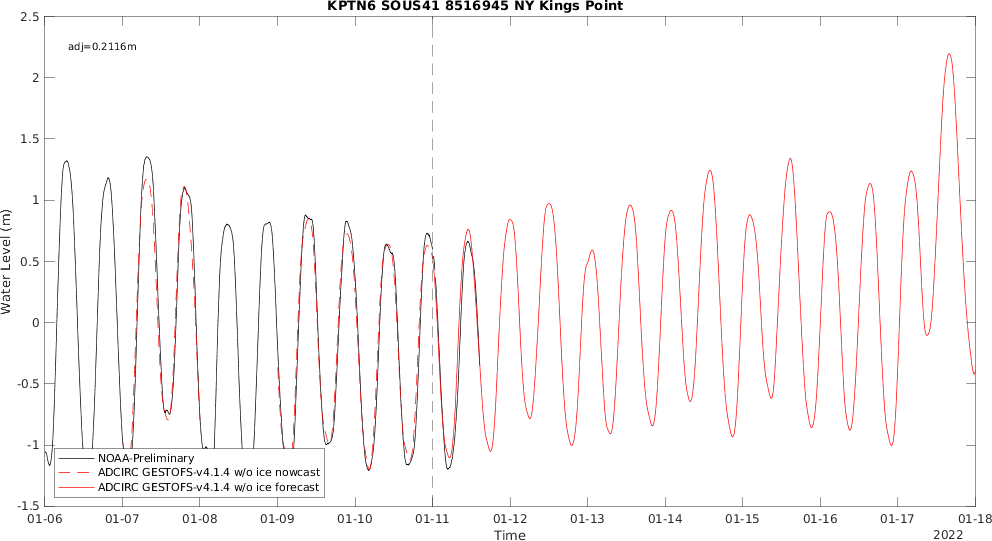 KPTN6 SOUS41 8516945 NY Kings Point
adj=0.2116m
Water Level (m)
2.5
2
1.5
1
0.5
0
-0.5
-1
-1.5
NOAA-Preliminary
ADCIRC GESTOFS-v4.1.4 w/o ice nowcast
ADCIRC GESTOFS-v4.1.4 w/o ice forecast
01-06 01-07 01-08 01-09 01-10 01-11 01-12 01-13 01-14 01-15 01-16 01-17 01-18
Time
2022